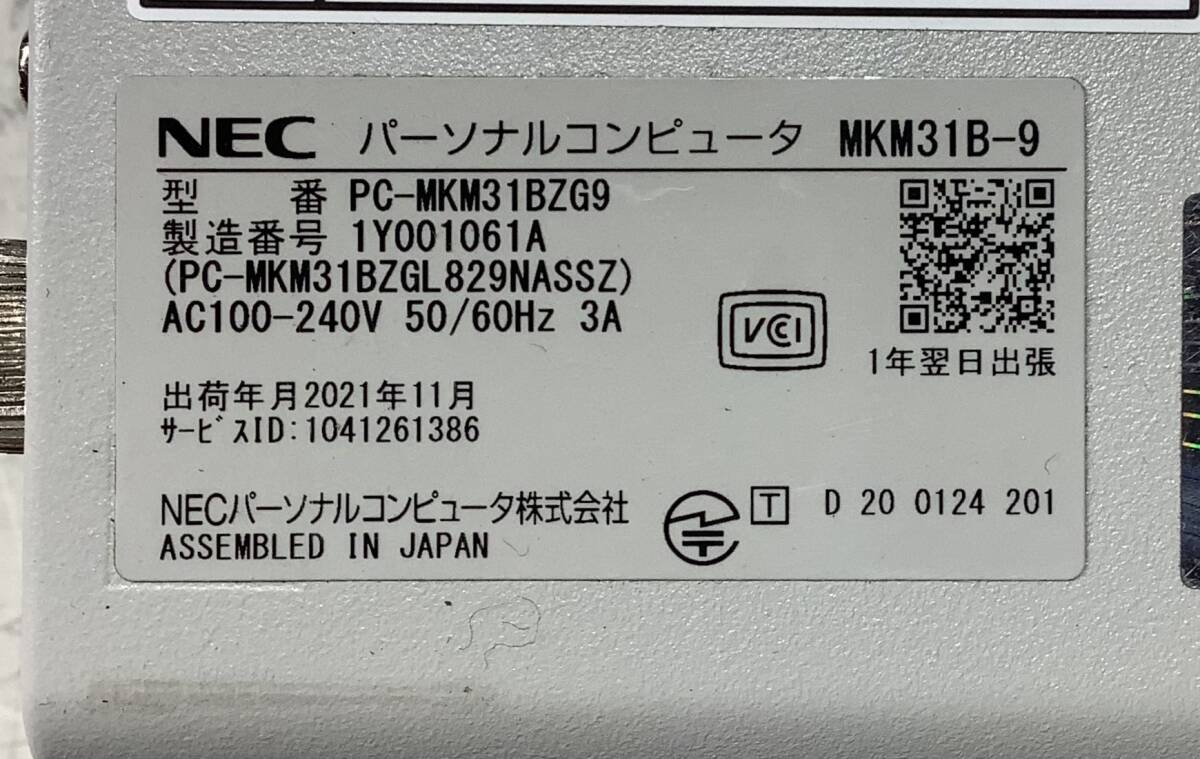 NEC パーソナルコンピュータ MKM31B-9
型 番 PC-MKM31BZG9
製造番号 1Y001061A
(PC-MKM31BZGL829NASSZ)
AC100-240V 50/60Hz 3A
VCCI
1年翌日出張
出荷年月2021年11月
ｻｰﾋﾞｽID:1041261386
NECパーソナルコンピュータ株式会社
ASSEMBLED IN JAPAN
T D 20 0124 201